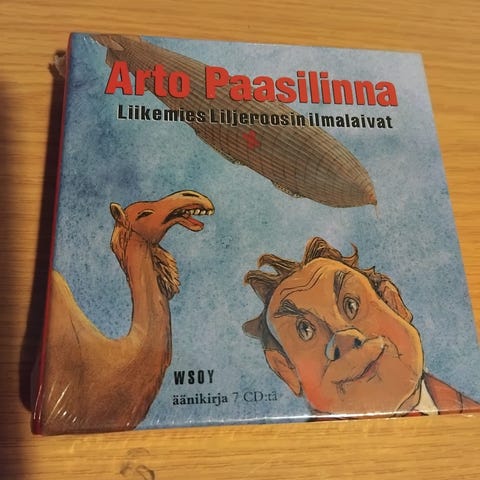 Arto Paasilinna
Liikemies Liljeroosin ilmalaivat
WSOY
äänikirja 7 CD:tä